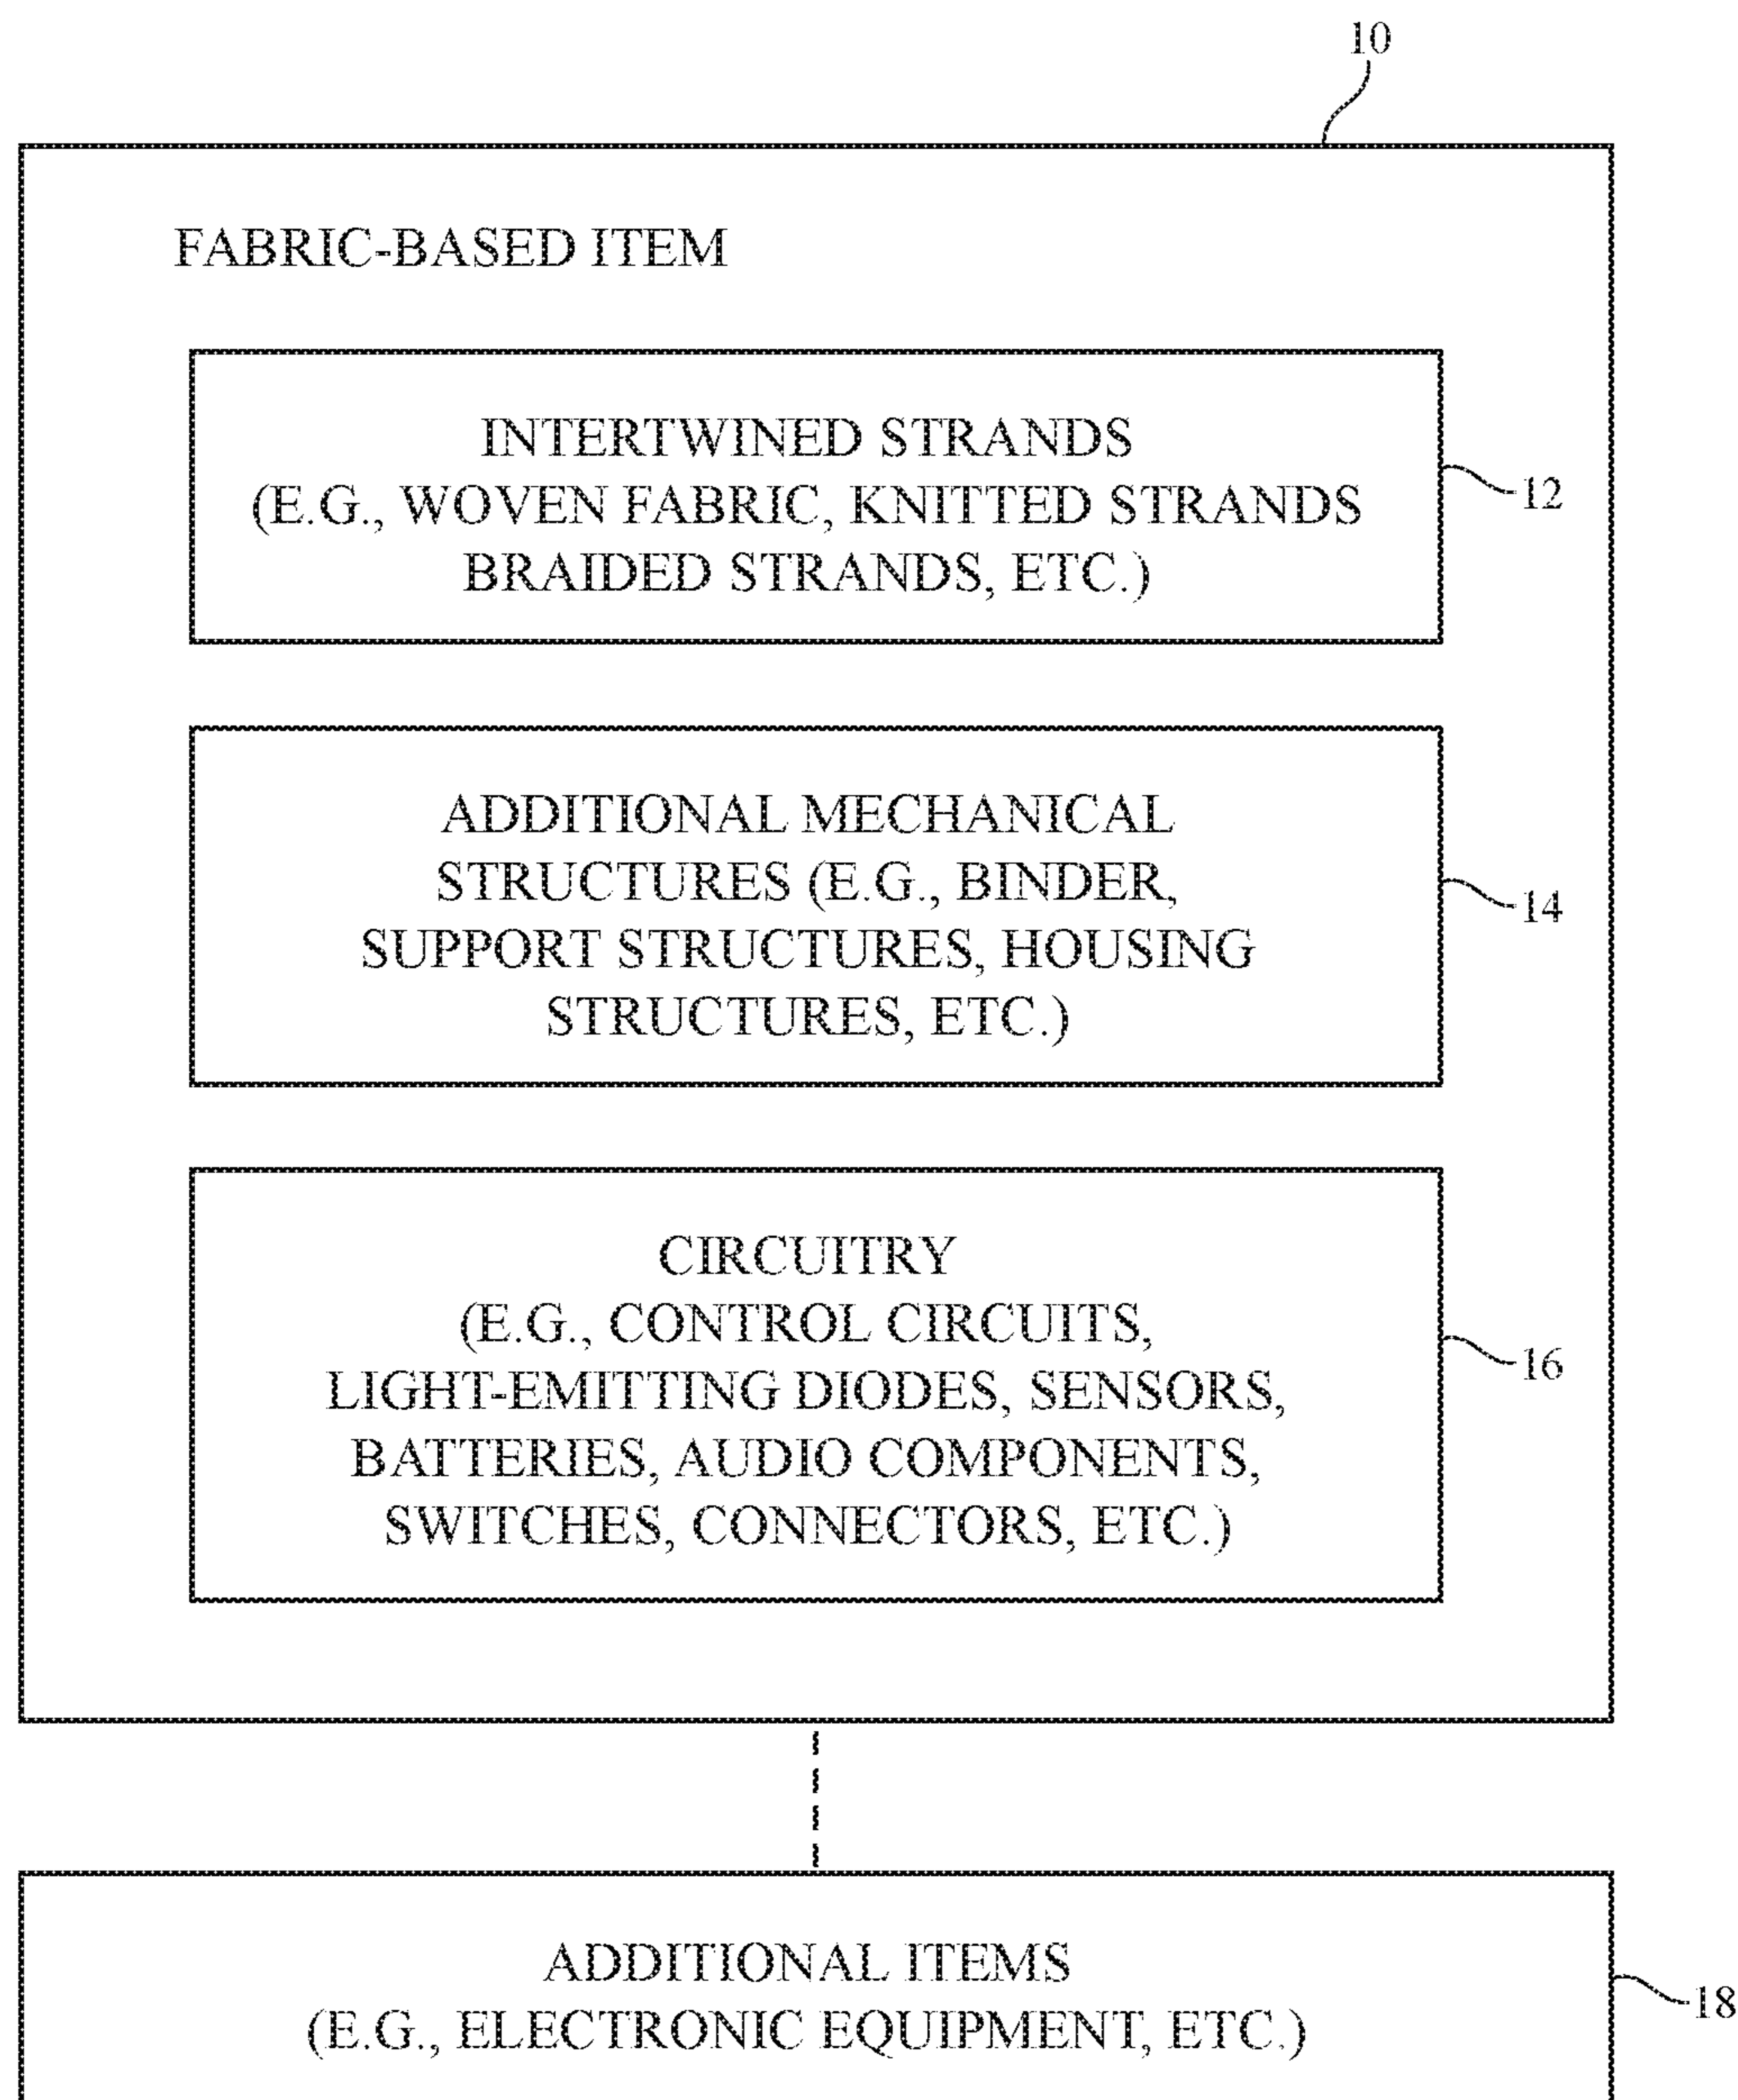 10
FABRIC-BASED ITEM
INTERTWINED STRANDS
(E.G., WOVEN FABRIC, KNITTED STRANDS
BRAIDED STRANDS, ETC.)
12
ADDITIONAL MECHANICAL
STRUCTURES (E.G., BINDER,
SUPPORT STRUCTURES, HOUSING
STRUCTURES, ETC.)
14
CIRCUITRY
(E.G., CONTROL CIRCUITS,
LIGHT-EMITTING DIODES, SENSORS,
BATTERIES, AUDIO COMPONENTS,
SWITCHES, CONNECTORS, ETC.)
16
ADDITIONAL ITEMS
(E.G., ELECTRONIC EQUIPMENT, ETC.)
18